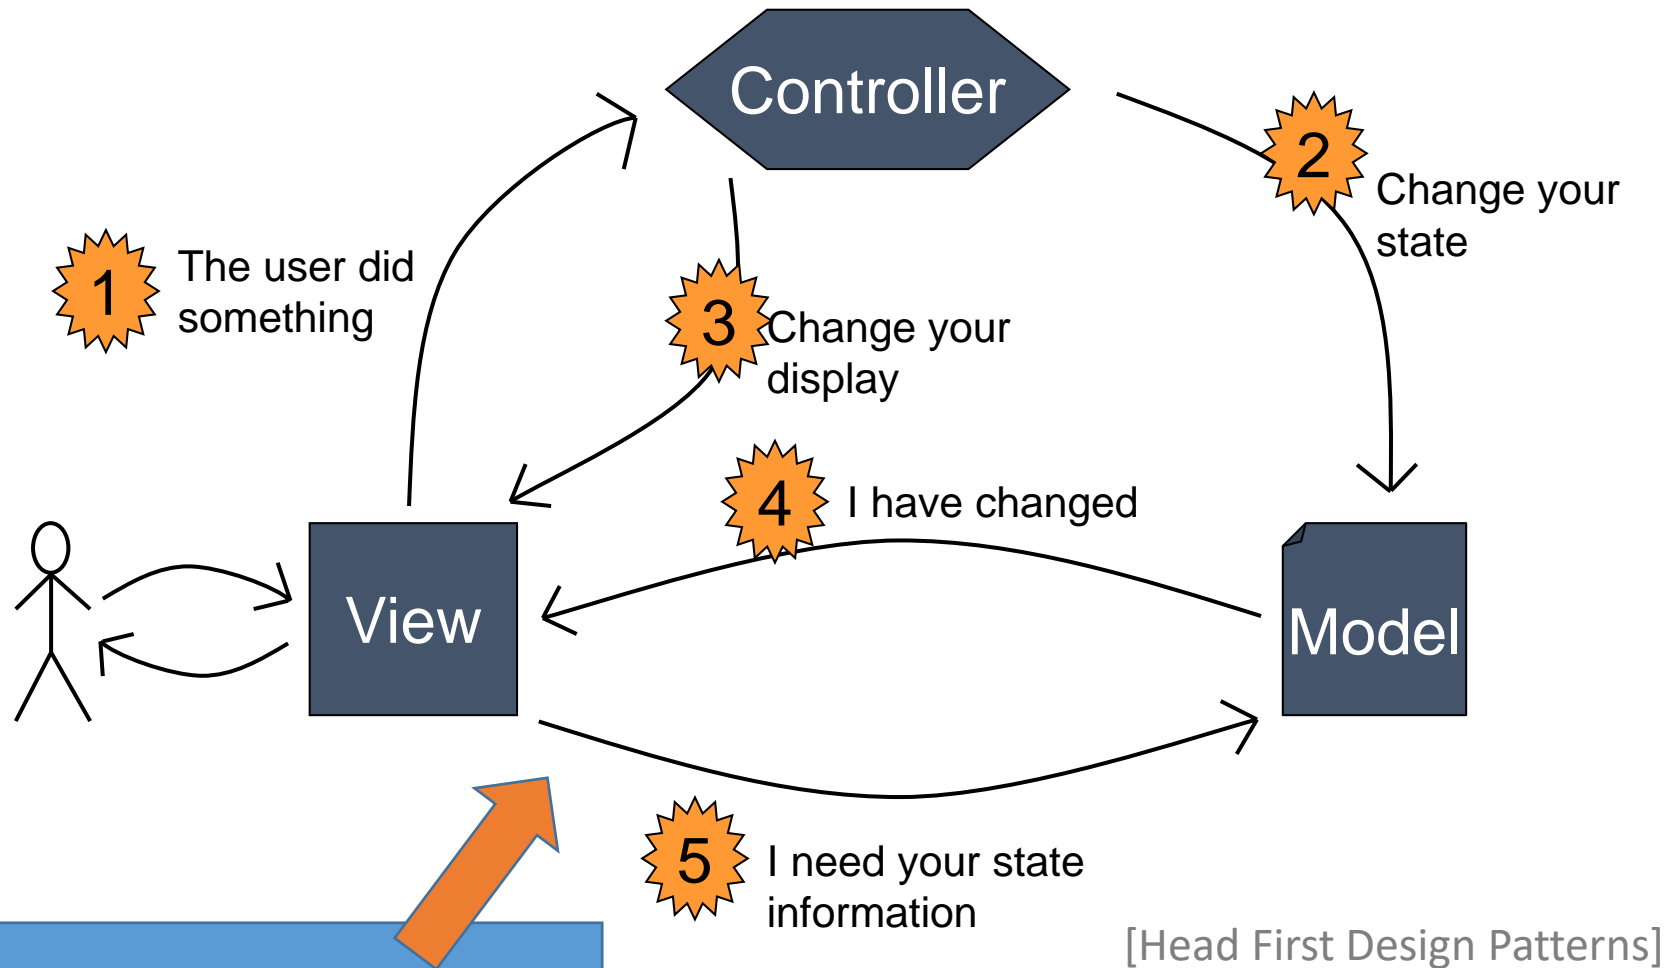 Controller
1
The user did
something
2
Change your
state
3
Change your
display
4
I have changed
View
Model
5
I need your state
information
[Head First Design Patterns]